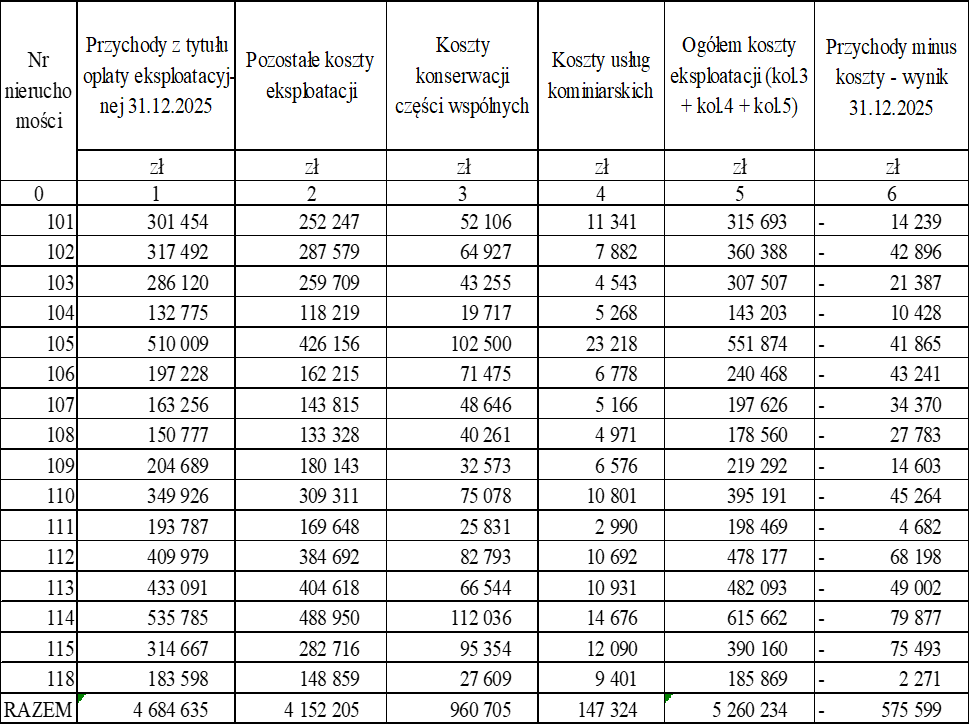 Nr nierucho mości | Przychody z tytułu opłaty eksploatacyj- nej 31.12.2025 | Pozostałe koszty eksploatacji | Koszty konserwacji części wspólnych | Koszty usług kominiarskich | Ogółem koszty eksploatacji (kol.3 + kol.4 + kol.5) | Przychody minus koszty - wynik 31.12.2025
zł | zł | zł | zł | zł | zł
0 | 1 | 2 | 3 | 4 | 5 | 6
101 | 301 454 | 252 247 | 52 106 | 11 341 | 315 693 | - 14 239
102 | 317 492 | 287 579 | 64 927 | 7 882 | 360 388 | - 42 896
103 | 286 120 | 259 709 | 43 255 | 4 543 | 307 507 | - 21 387
104 | 132 775 | 118 219 | 19 717 | 5 268 | 143 203 | - 10 428
105 | 510 009 | 426 156 | 102 500 | 23 218 | 551 874 | - 41 865
106 | 197 228 | 162 215 | 71 475 | 6 778 | 240 468 | - 43 241
107 | 163 256 | 143 815 | 48 646 | 5 166 | 197 626 | - 34 370
108 | 150 777 | 133 328 | 40 261 | 4 971 | 178 560 | - 27 783
109 | 204 689 | 180 143 | 32 573 | 6 576 | 219 292 | - 14 603
110 | 349 926 | 309 311 | 75 078 | 10 801 | 395 191 | - 45 264
111 | 193 787 | 169 648 | 25 831 | 2 990 | 198 469 | - 4 682
112 | 409 979 | 384 692 | 82 793 | 10 692 | 478 177 | - 68 198
113 | 433 091 | 404 618 | 66 544 | 10 931 | 482 093 | - 49 002
114 | 535 785 | 488 950 | 112 036 | 14 676 | 615 662 | - 79 877
115 | 314 667 | 282 716 | 95 354 | 12 090 | 390 160 | - 75 493
118 | 183 598 | 148 859 | 27 609 | 9 401 | 185 869 | - 2 271
RAZEM | 4 684 635 | 4 152 205 | 960 705 | 147 324 | 5 260 234 | - 575 599